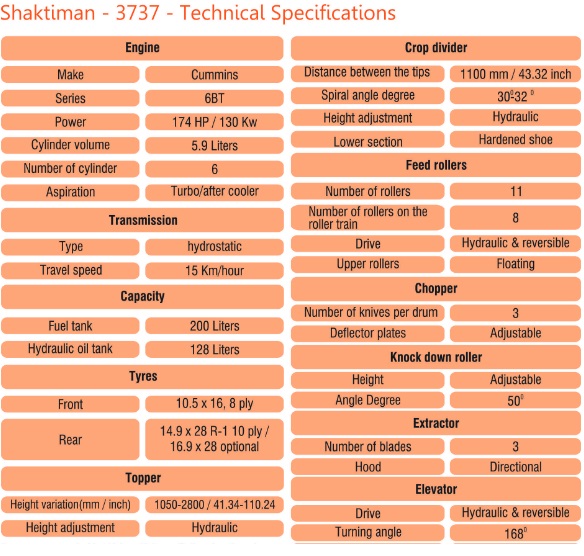 Shaktiman - 3737 - Technical Specifications
Engine
Make Cummins
Series 6BT
Power 174 HP / 130 Kw
Cylinder volume 5.9 Liters
Number of cylinder 6
Aspiration Turbo/after cooler
Transmission
Type hydrostatic
Travel speed 15 Km/hour
Capacity
Fuel tank 200 Liters
Hydraulic oil tank 128 Liters
Tyres
Front 10.5 x 16, 8 ply
Rear 14.9 x 28 R-1 10 ply /
16.9 x 28 optional
Topper
Height variation(mm / inch) 1050-2800 / 41.34-110.24
Height adjustment Hydraulic
Crop divider
Distance between the tips 1100 mm / 43.32 inch
Spiral angle degree 30⁰-32 ⁰
Height adjustment Hydraulic
Lower section Hardened shoe
Feed rollers
Number of rollers 11
Number of rollers on the
roller train 8
Drive Hydraulic & reversible
Upper rollers Floating
Chopper
Number of knives per drum 3
Deflector plates Adjustable
Knock down roller
Height Adjustable
Angle Degree 50⁰
Extractor
Number of blades 3
Hood Directional
Elevator
Drive Hydraulic & reversible
Turning angle 168⁰